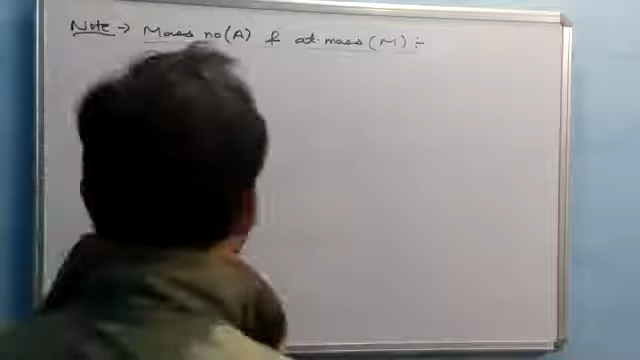 Note → Mass no(A) & at. mass (M) :-